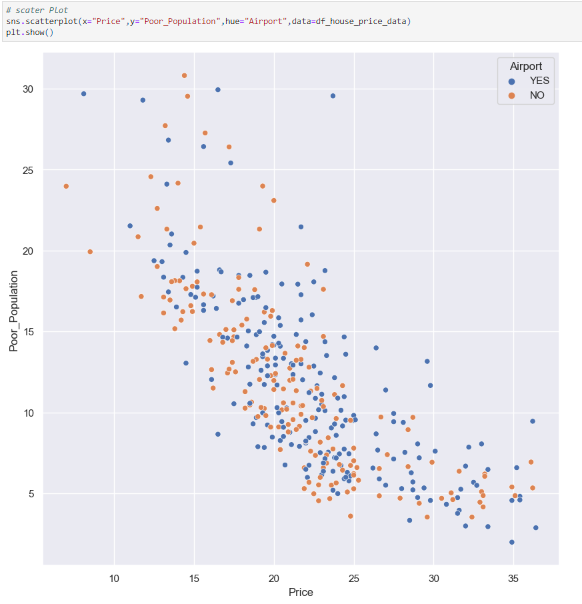 # scater Plot
sns.scatterplot(x="Price",y="Poor_Population",hue="Airport",data=df_house_price_data)
plt.show()
Airport
YES
NO
30
25
20
15
10
5
Poor_Population
10
15
20
25
30
35
Price